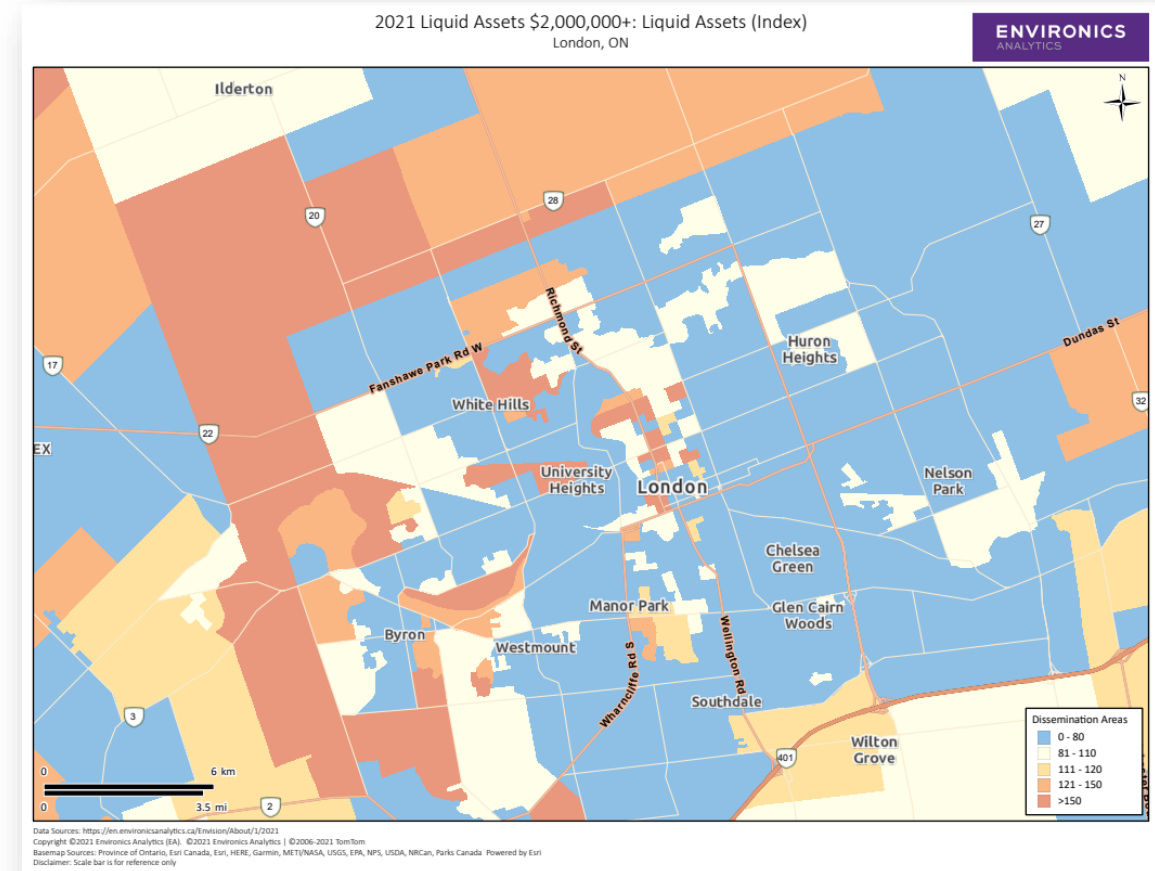 2021 Liquid Assets $2,000,000+: Liquid Assets (Index)
London, ON
ENVIRONICS
ANALYTICS
N
Ilderton
20
28
27
17
Richmond St
Fanshawe Park Rd W
Huron
Heights
Dundas St
White Hills
32
22
EX
University
Heights
London
Nelson
Park
Chelsea
Green
Manor Park
Glen Cairn
Woods
Byron
Westmount
Wharncliffe Rd S
Wellington Rd
Southdale
3
401
Wilton
Grove
2
0 6 km
0 3.5 mi
Dissemination Areas
0 - 80
81 - 110
111 - 120
121 - 150
>150
Data Sources: https://en.environicsanalytics.ca/Envision/About/1/2021
Copyright ©2021 Environics Analytics (EA). ©2021 Environics Analytics | ©2006-2021 TomTom
Basemap Sources: Province of Ontario, Esri Canada, Esri, HERE, Garmin, METI/NASA, USGS, EPA, NPS, USDA, NRCan, Parks Canada Powered by Esri
Disclaimer: Scale bar is for reference only